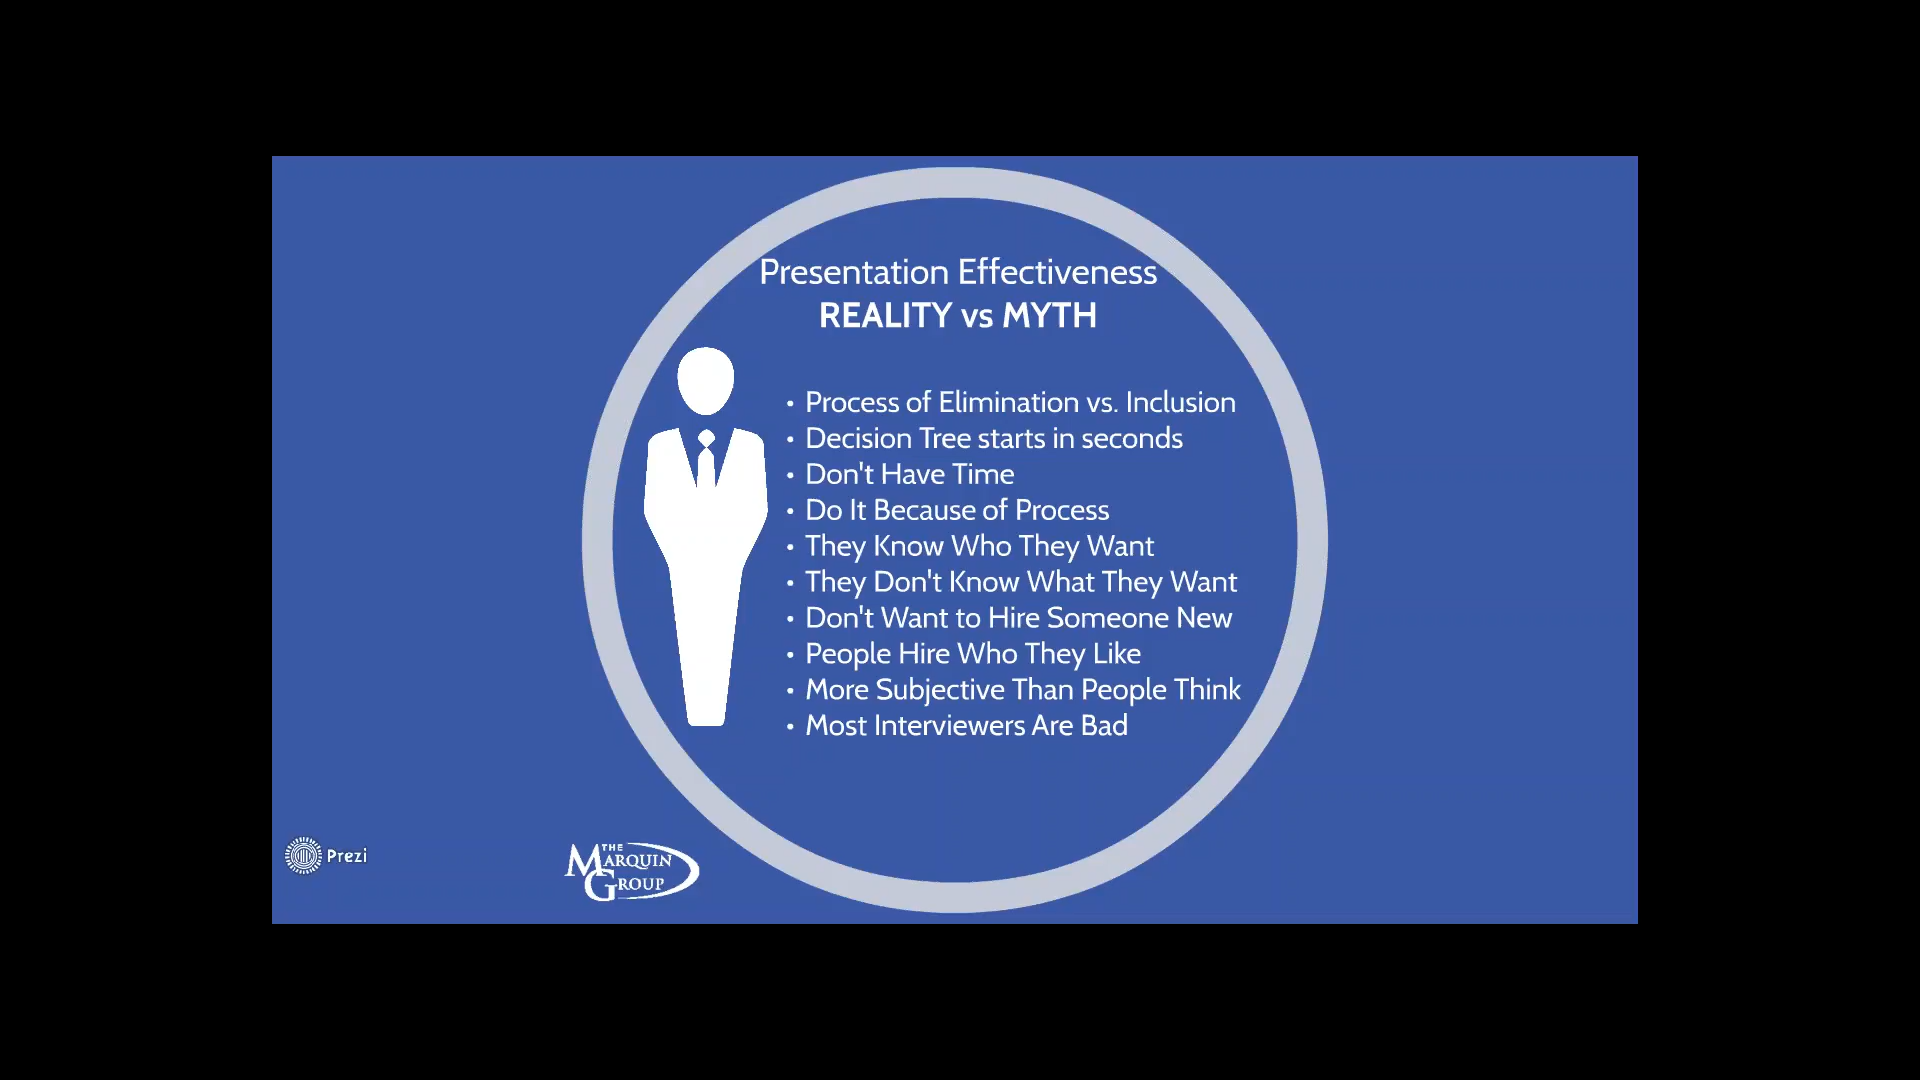 Presentation Effectiveness
REALITY vs MYTH
• Process of Elimination vs. Inclusion
• Decision Tree starts in seconds
• Don't Have Time
• Do It Because of Process
• They Know Who They Want
• They Don't Know What They Want
• Don't Want to Hire Someone New
• People Hire Who They Like
• More Subjective Than People Think
• Most Interviewers Are Bad
Prezi
THE
MARQUIN
GROUP